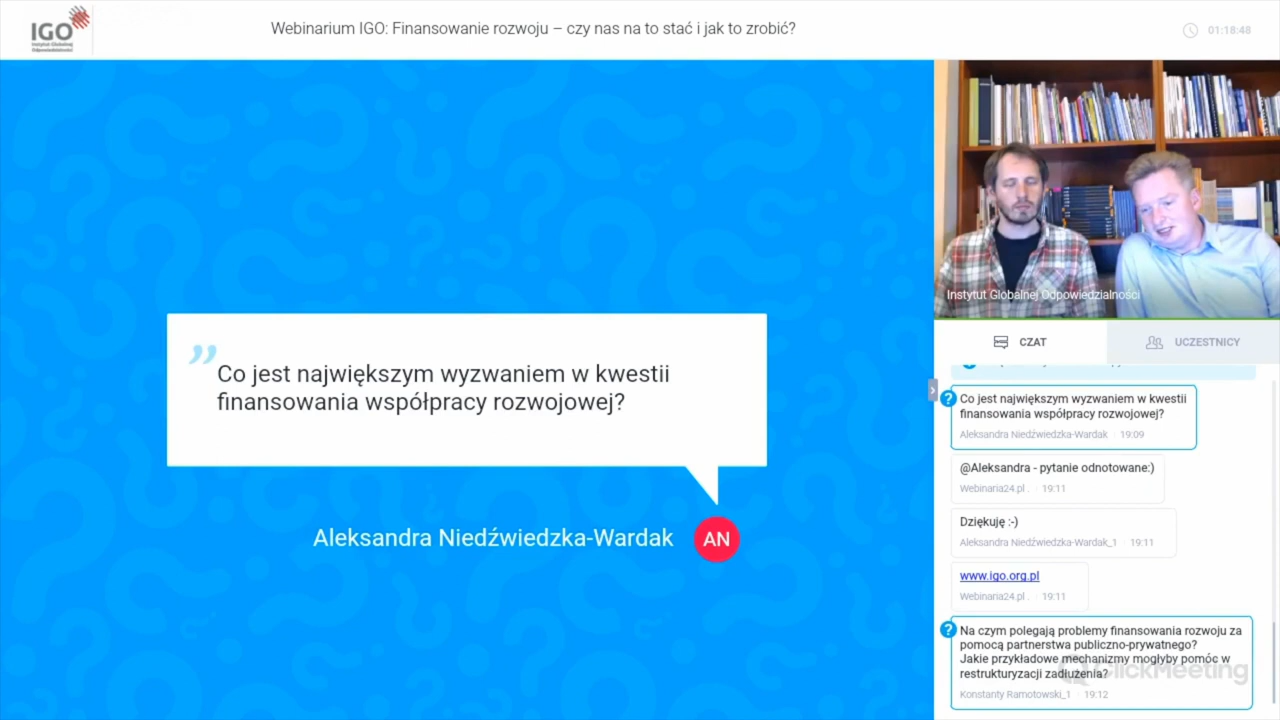 IGO
Instytut Globalnej
Odpowiedzialności
Webinarium IGO: Finansowanie rozwoju – czy nas na to stać i jak to zrobić?
01:18:48
”
Co jest największym wyzwaniem w kwestii
finansowania współpracy rozwojowej?
Aleksandra Niedźwiedzka-Wardak
AN
Instytut Globalnej Odpowiedzialności
CZAT
UCZESTNICY
?
Co jest największym wyzwaniem w kwestii
finansowania współpracy rozwojowej?
Aleksandra Niedźwiedzka-Wardak 19:09
@Aleksandra - pytanie odnotowane:)
Webinaria24.pl . 19:11
Dziękuję :-)
Aleksandra Niedźwiedzka-Wardak_1 19:11
www.igo.org.pl
Webinaria24.pl . 19:11
?
Na czym polegają problemy finansowania rozwoju za
pomocą partnerstwa publiczno-prywatnego?
Jakie przykładowe mechanizmy mogłyby pomóc w
restrukturyzacji zadłużenia?
ClickMeeting
Konstanty Ramotowski_1 19:12